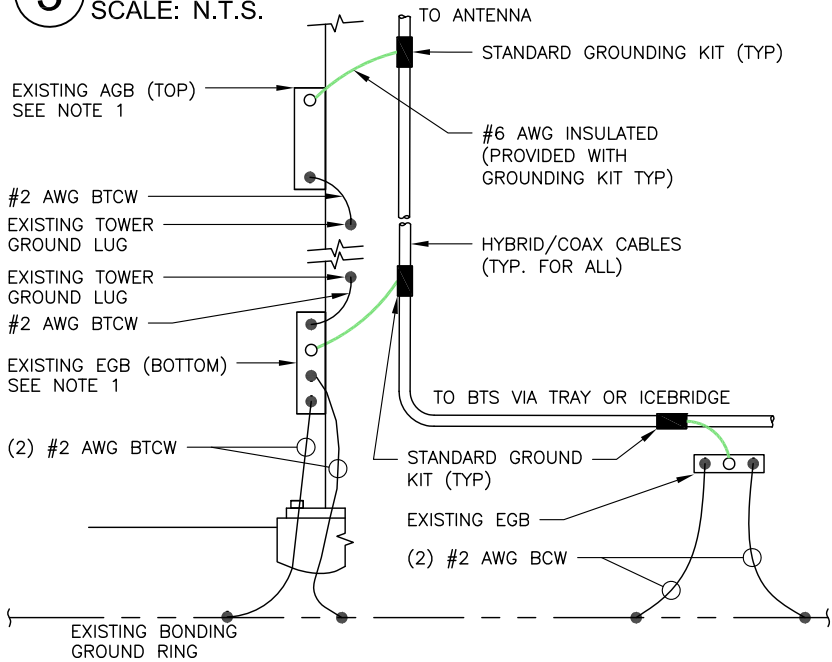 SCALE: N.T.S.
TO ANTENNA
STANDARD GROUNDING KIT (TYP)
EXISTING AGB (TOP)
SEE NOTE 1
#6 AWG INSULATED
(PROVIDED WITH
GROUNDING KIT TYP)
#2 AWG BTCW
EXISTING TOWER
GROUND LUG
HYBRID/COAX CABLES
(TYP. FOR ALL)
EXISTING TOWER
GROUND LUG
#2 AWG BTCW
EXISTING EGB (BOTTOM)
SEE NOTE 1
TO BTS VIA TRAY OR ICEBRIDGE
(2) #2 AWG BTCW
STANDARD GROUND
KIT (TYP)
EXISTING EGB
(2) #2 AWG BCW
EXISTING BONDING
GROUND RING